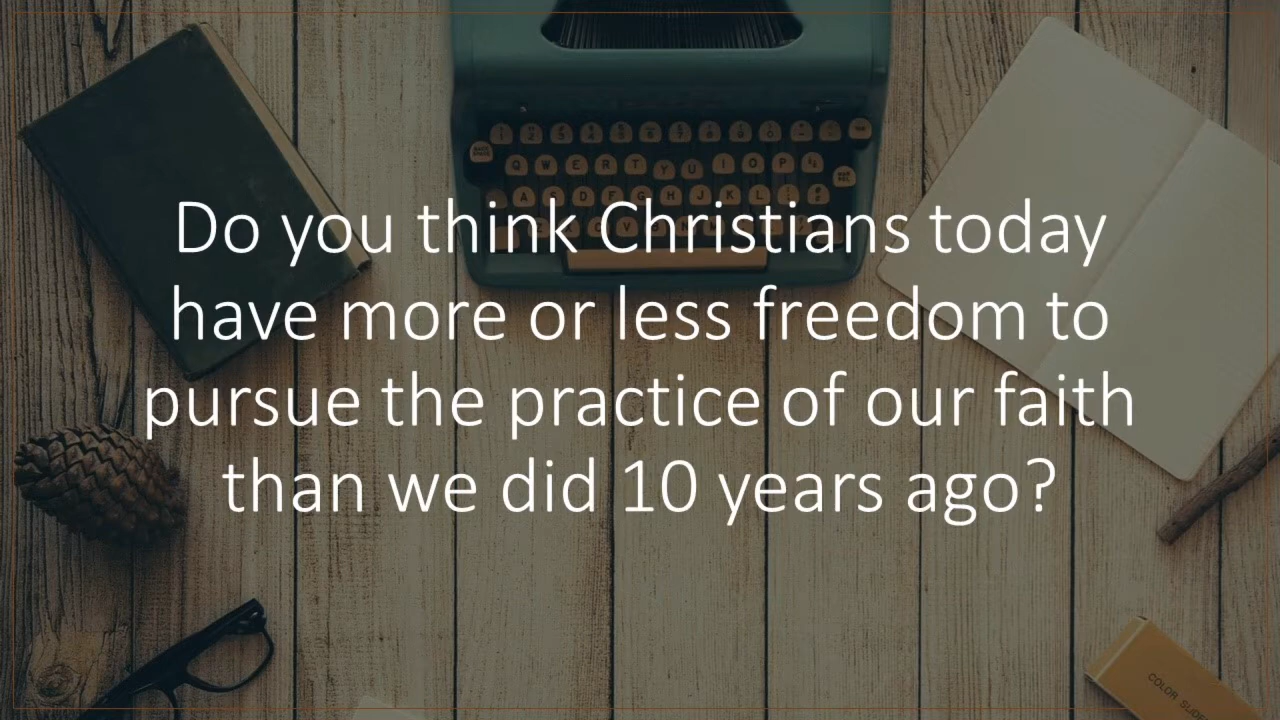 Do you think Christians today
have more or less freedom to
pursue the practice of our faith
than we did 10 years ago?
Q W E R T Y U I O P
A S D F G H J K L
COLOR